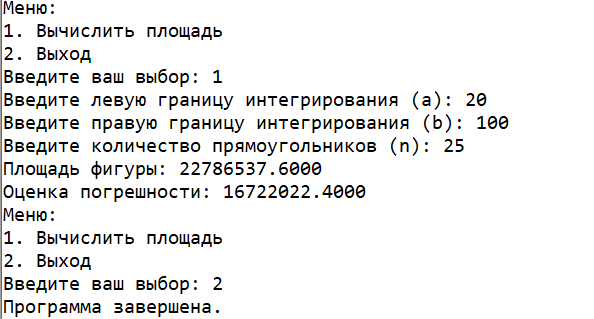 Меню:
1. Вычислить площадь
2. Выход
Введите ваш выбор: 1
Введите левую границу интегрирования (a): 20
Введите правую границу интегрирования (b): 100
Введите количество прямоугольников (n): 25
Площадь фигуры: 22786537.6000
Оценка погрешности: 16722022.4000
Меню:
1. Вычислить площадь
2. Выход
Введите ваш выбор: 2
Программа завершена.